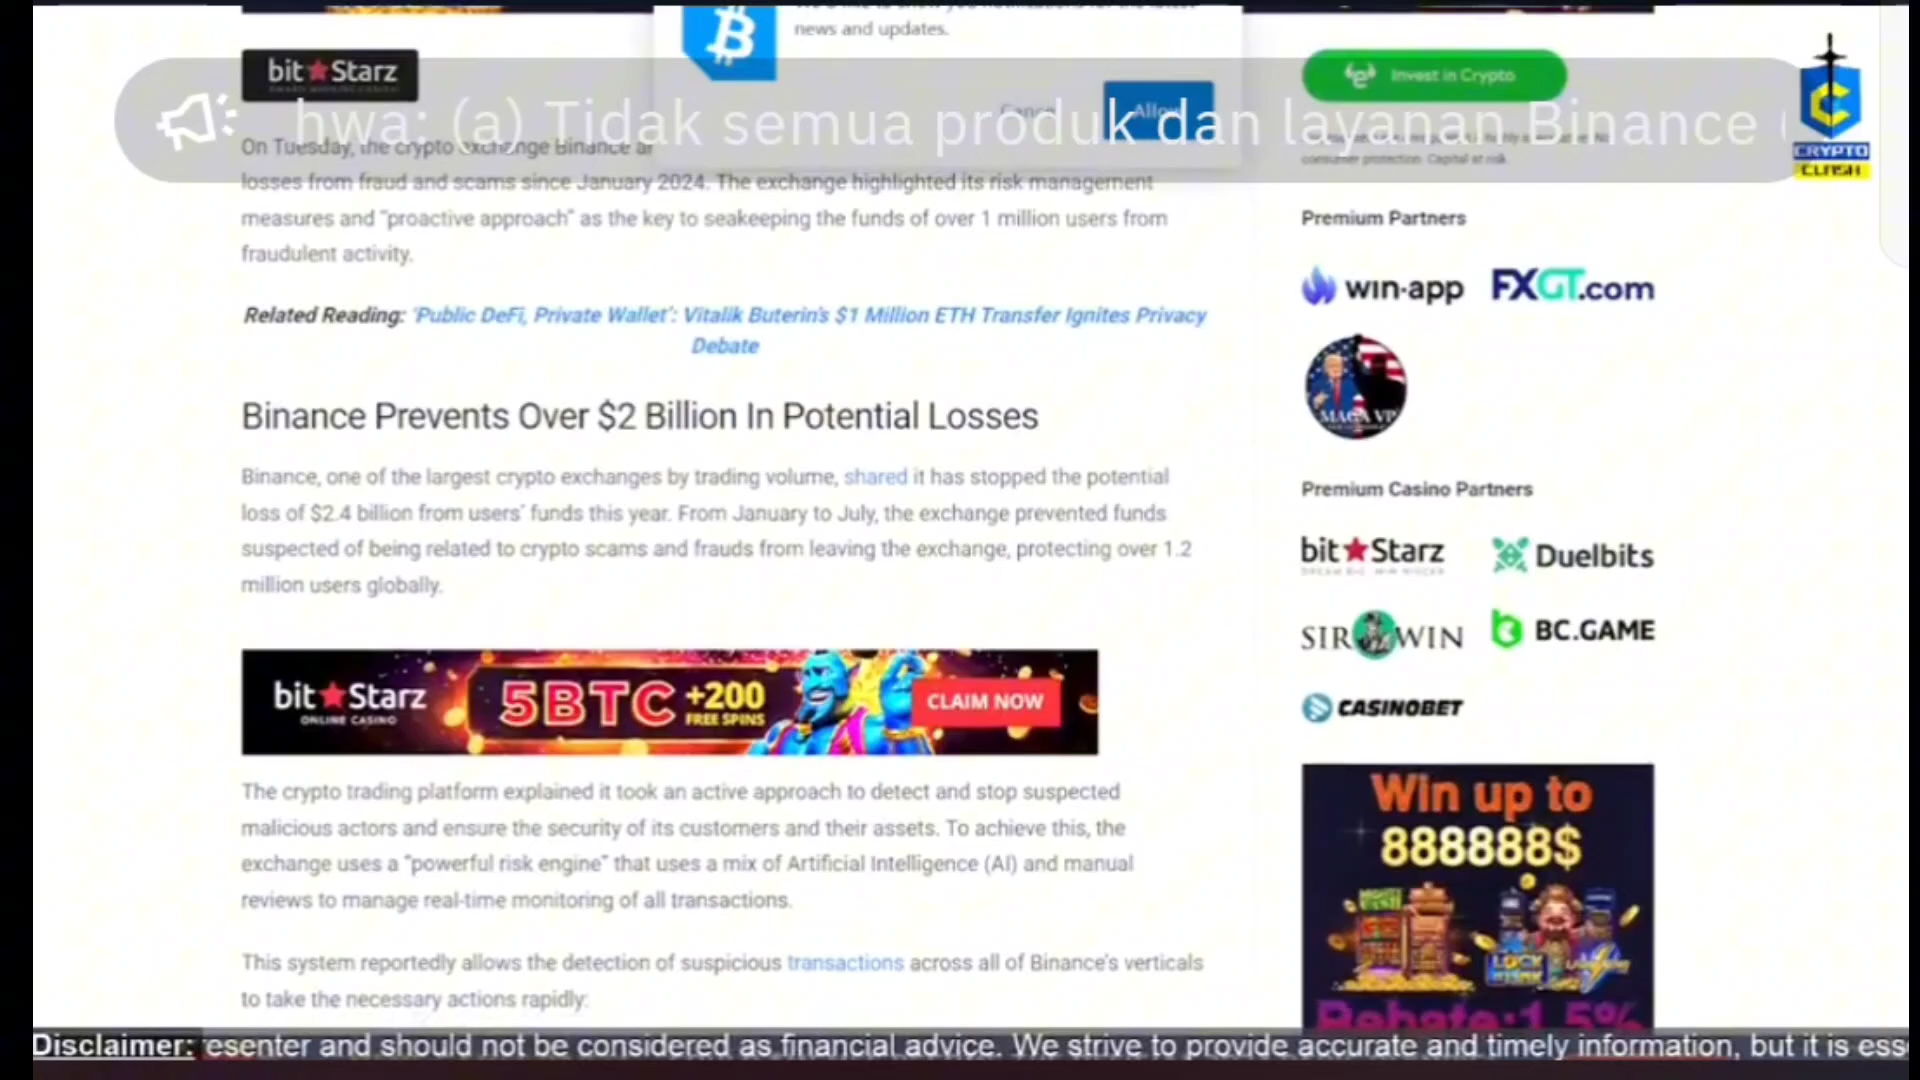 news and updates.
bit★Starz
Invest in Crypto
Allow
hwa: (a) Tidak semua produk dan layanan Binance
CRYPTO
CLASH
On Tuesday, the crypto exchange Binance
consumer protection. Capital at risk.
losses from fraud and scams since January 2024. The exchange highlighted its risk management
measures and "proactive approach" as the key to seakeeping the funds of over 1 million users from
fraudulent activity.
Premium Partners
win·app
FXGT.com
Related Reading: 'Public DeFi, Private Wallet': Vitalik Buterin's $1 Million ETH Transfer Ignites Privacy
Debate
MAGA VP
Binance Prevents Over $2 Billion In Potential Losses
Binance, one of the largest crypto exchanges by trading volume, shared it has stopped the potential
loss of $2.4 billion from users' funds this year. From January to July, the exchange prevented funds
suspected of being related to crypto scams and frauds from leaving the exchange, protecting over 1.2
million users globally.
Premium Casino Partners
bit★Starz
Duelbits
SIRWIN
BC.GAME
CASINOBET
bit★Starz
ONLINE CASINO
5BTC +200
FREE SPINS
CLAIM NOW
The crypto trading platform explained it took an active approach to detect and stop suspected
malicious actors and ensure the security of its customers and their assets. To achieve this, the
exchange uses a "powerful risk engine" that uses a mix of Artificial Intelligence (AI) and manual
reviews to manage real-time monitoring of all transactions.
This system reportedly allows the detection of suspicious transactions across all of Binance's verticals
to take the necessary actions rapidly:
Win up to
888888$
Rebate:1.5%
Disclaimer: esenter and should not be considered as financial advice. We strive to provide accurate and timely information, but it is ess